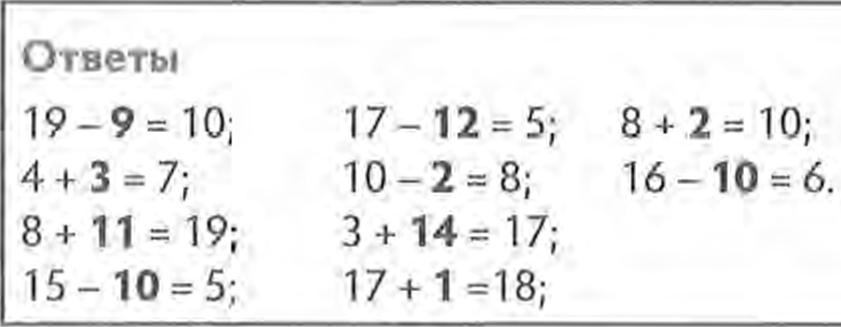 Ответы
19 – 9 = 10; 17 – 12 = 5; 8 + 2 = 10;
4 + 3 = 7; 10 – 2 = 8; 16 – 10 = 6.
8 + 11 = 19; 3 + 14 = 17;
15 – 10 = 5; 17 + 1 =18;